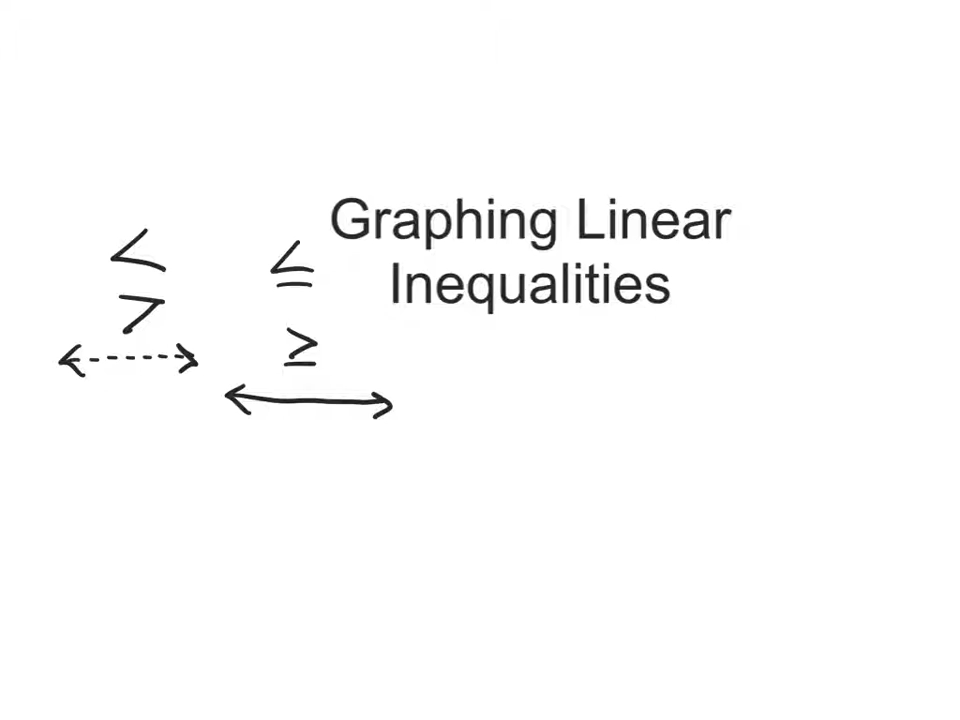 Graphing Linear
Inequalities
< ≤
> ≥